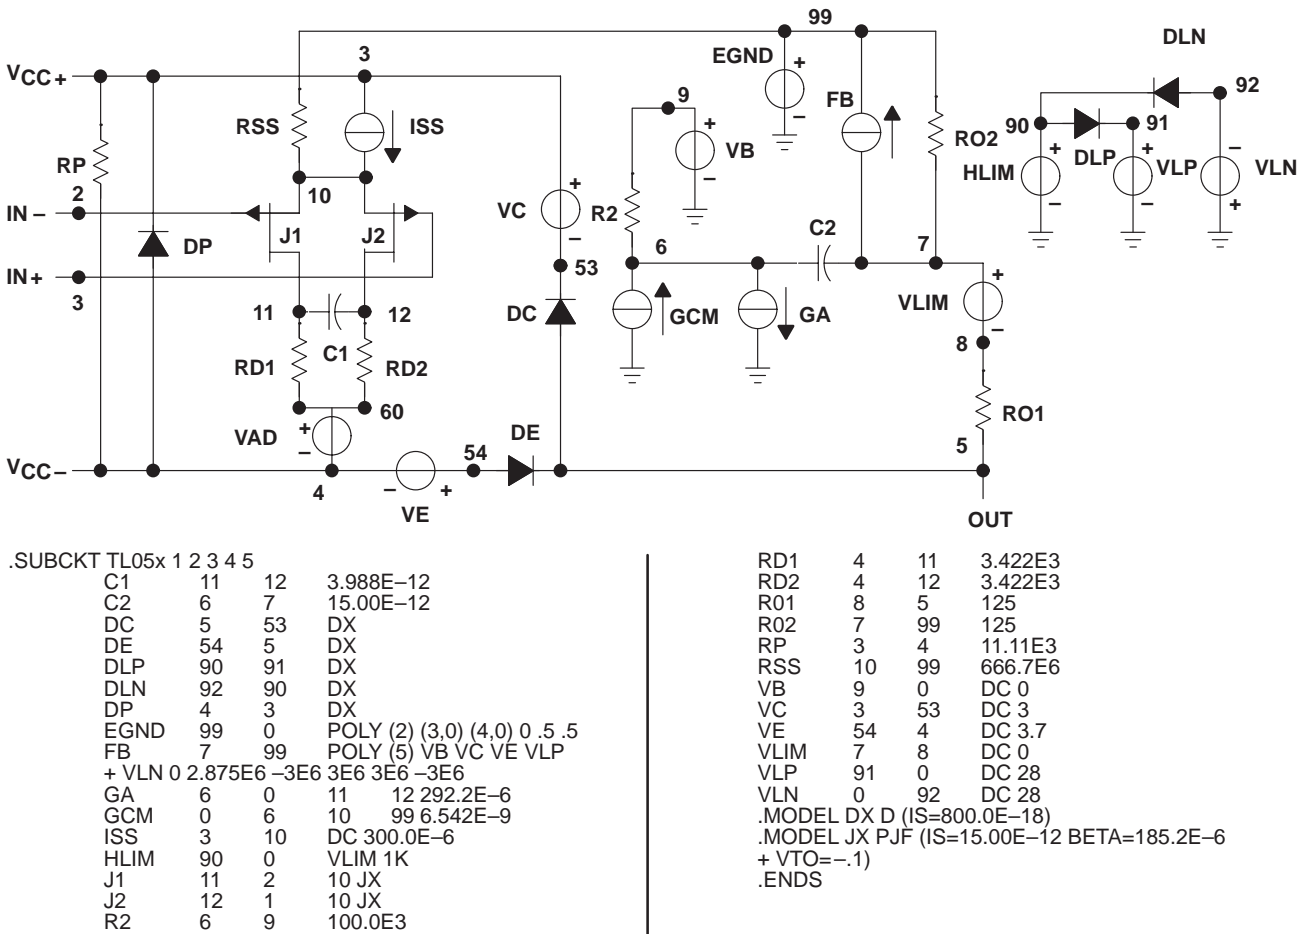 99
DLN
3
EGND
+
VCC+
9
92
FB
RSS
ISS
+
VB
–
90
91
RO2
–
RP
+
DLP
+
HLIM
VLP
VLN
2
10
–
–
+
IN –
VC
+
R2
C2
J1
J2
–
6
7
DP
53
IN+
+
3
VLIM
11
12
DC
GCM
GA
–
8
C1
RD1
RD2
RO1
60
VAD
+
–
DE
5
54
VCC–
4
–
+
VE
OUT
.SUBCKT TL05x 1 2 3 4 5
C1 11 12 3.988E–12
C2 6 7 15.00E–12
DC 5 53 DX
DE 54 5 DX
DLP 90 91 DX
DLN 92 90 DX
DP 4 3 DX
EGND 99 0 POLY (2) (3,0) (4,0) 0 .5 .5
FB 7 99 POLY (5) VB VC VE VLP
+ VLN 0 2.875E6 –3E6 3E6 3E6 –3E6
GA 6 0 11 12 292.2E–6
GCM 0 6 10 99 6.542E–9
ISS 3 10 DC 300.0E–6
HLIM 90 0 VLIM 1K
J1 11 2 10 JX
J2 12 1 10 JX
R2 6 9 100.0E3
RD1 4 11 3.422E3
RD2 4 12 3.422E3
R01 8 5 125
R02 7 99 125
RP 3 4 11.11E3
RSS 10 99 666.7E6
VB 9 0 DC 0
VC 3 53 DC 3
VE 54 4 DC 3.7
VLIM 7 8 DC 0
VLP 91 0 DC 28
VLN 0 92 DC 28
.MODEL DX D (IS=800.0E–18)
.MODEL JX PJF (IS=15.00E–12 BETA=185.2E–6
+ VTO=–.1)
.ENDS